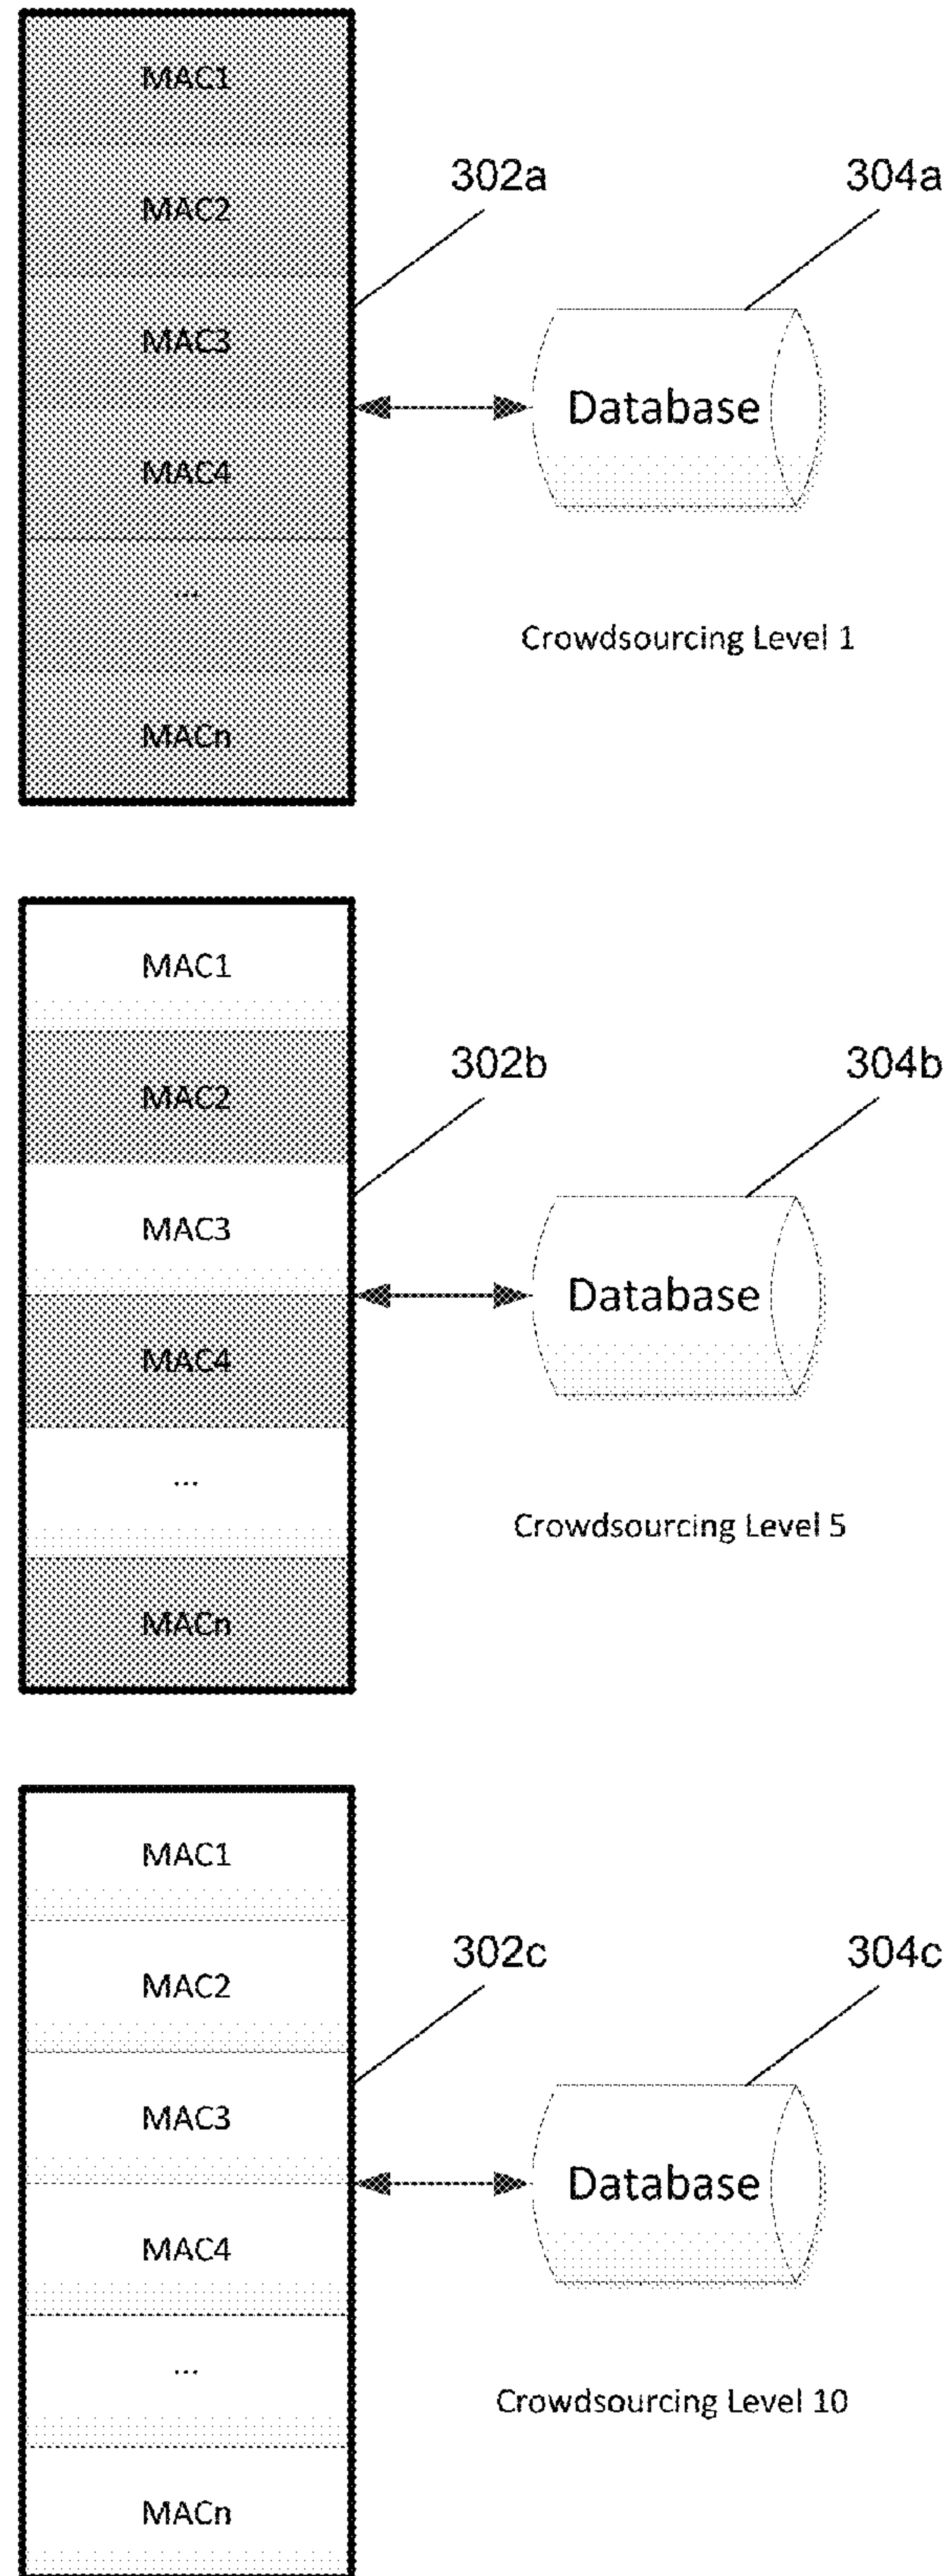 MAC1
MAC2
302a
304a
MAC3
Database
MAC4
...
Crowdsourcing Level 1
MACn
MAC1
302b
304b
MAC2
MAC3
Database
MAC4
...
Crowdsourcing Level 5
MACn
MAC1
302c
304c
MAC2
MAC3
Database
MAC4
...
Crowdsourcing Level 10
MACn